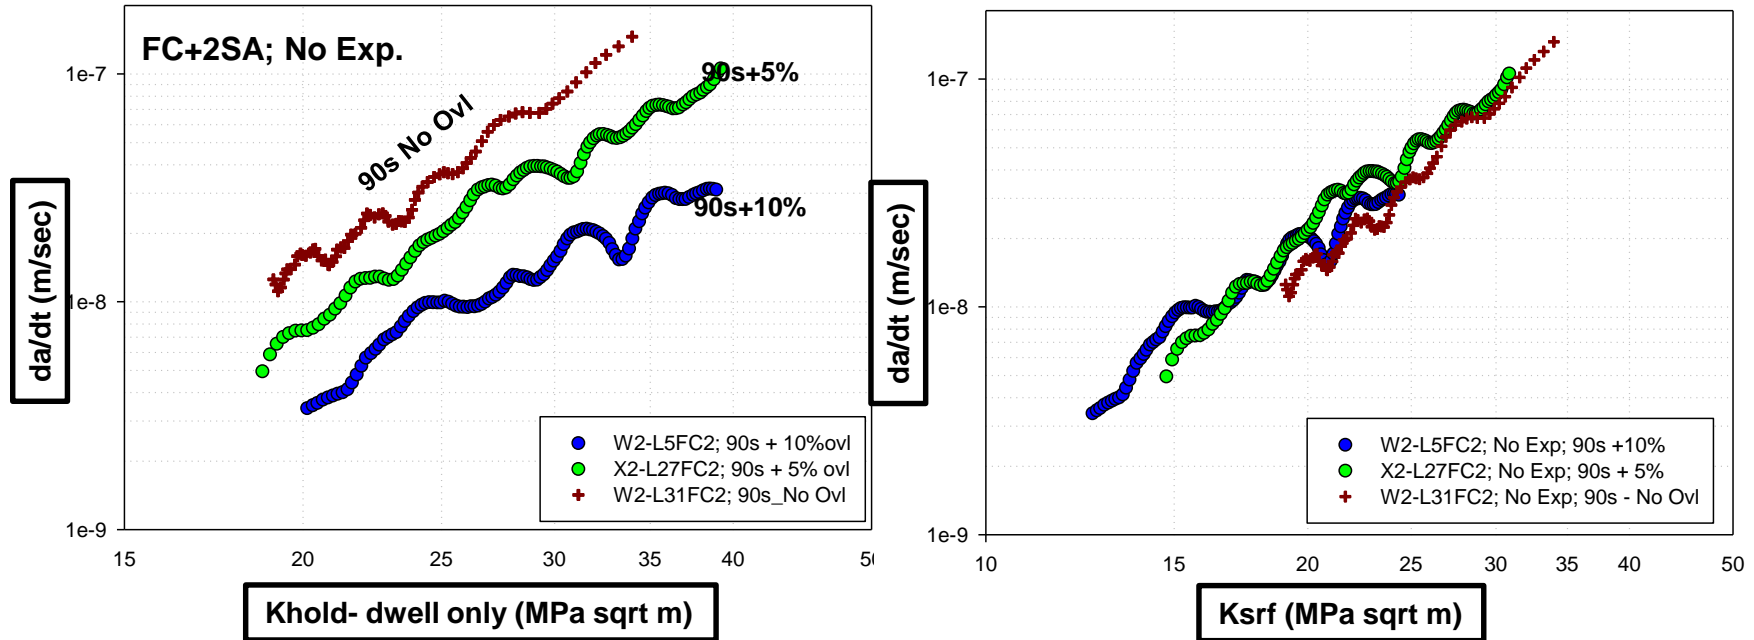 FC+2SA; No Exp.
90s No Ovl
90s+5%
90s+10%
1e-7
1e-8
1e-9
da/dt (m/sec)
W2-L5FC2; 90s + 10%ovl
X2-L27FC2; 90s + 5% ovl
W2-L31FC2; 90s_No Ovl
15 20 25 30 35 40 50
Khold- dwell only (MPa sqrt m)
1e-7
1e-8
1e-9
da/dt (m/sec)
W2-L5FC2; No Exp; 90s +10%
X2-L27FC2; No Exp; 90s + 5%
W2-L31FC2; No Exp; 90s - No Ovl
10 15 20 25 30 35 40 50
Ksrf (MPa sqrt m)